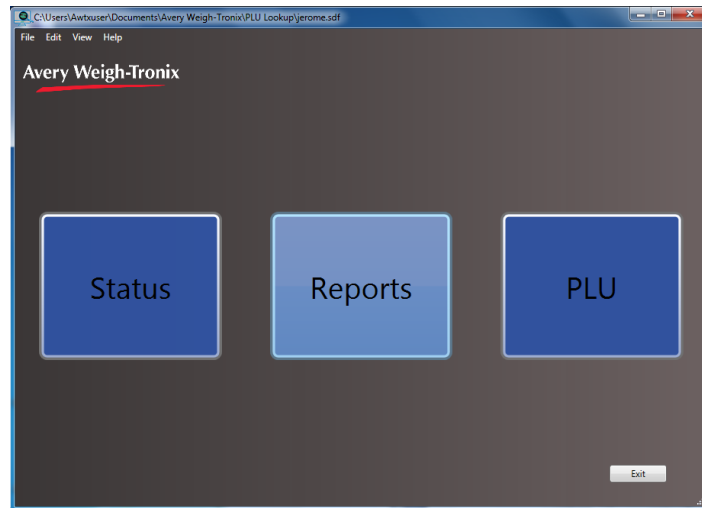 C:\Users\Awtxuser\Documents\Avery Weigh-Tronix\PLU Lookup\jerome.sdf
File Edit View Help
Avery Weigh-Tronix
Status Reports PLU
Exit